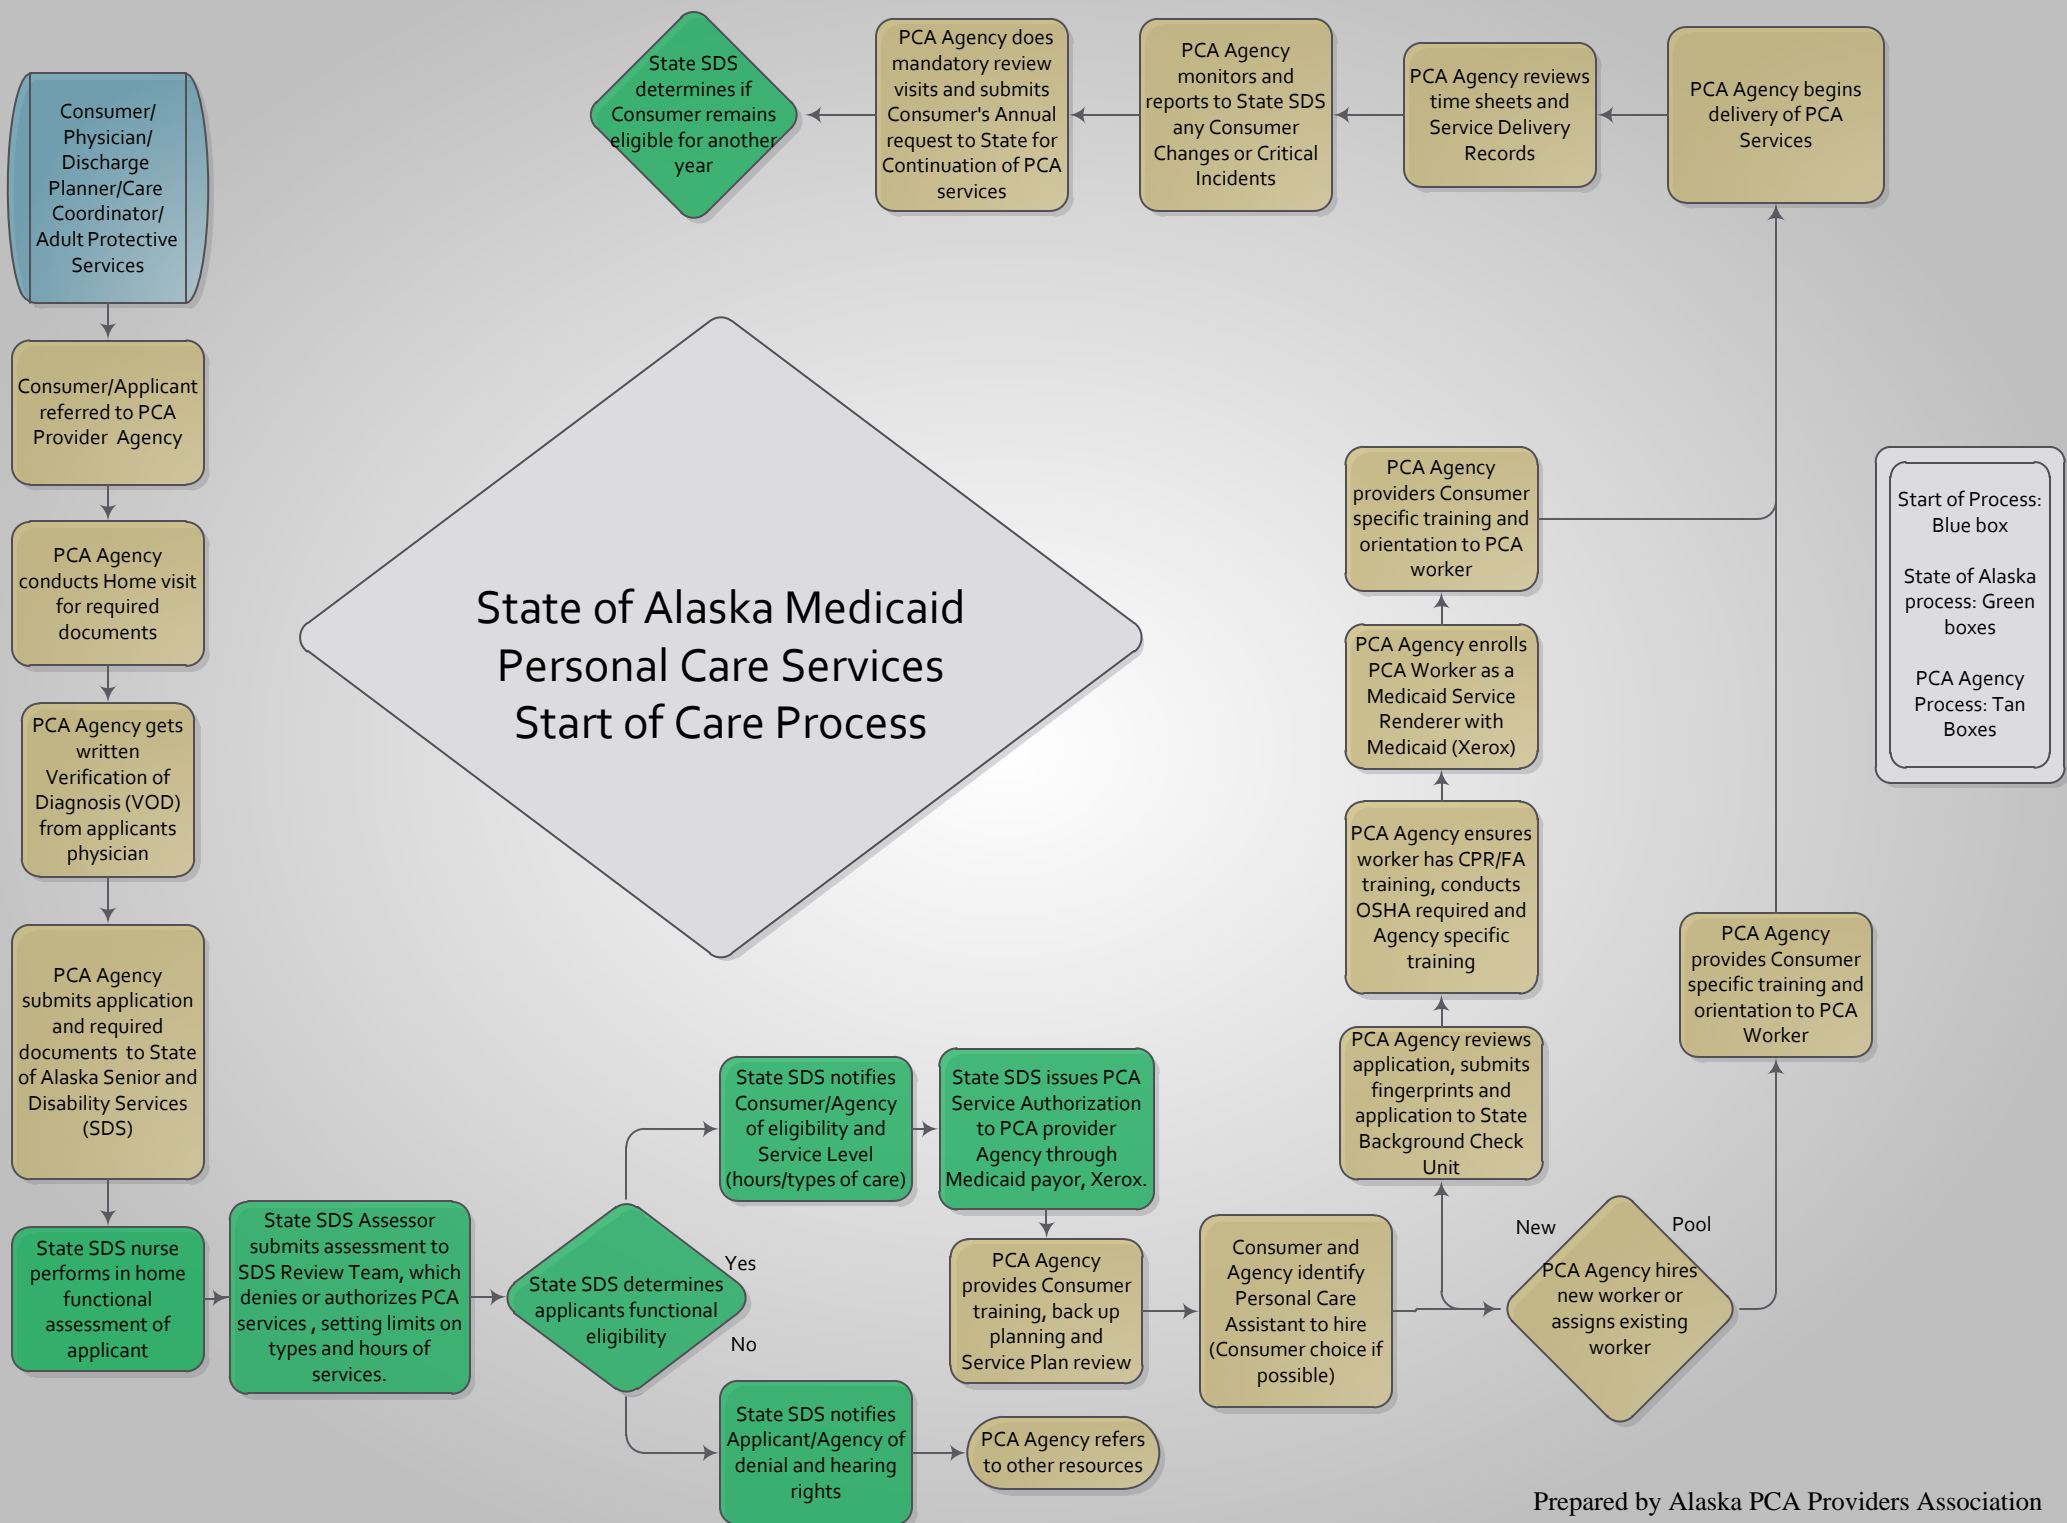 Consumer/
Physician/
Discharge
Planner/Care
Coordinator/
Adult Protective
Services
Consumer/Applicant
referred to PCA
Provider Agency
PCA Agency
conducts Home visit
for required
documents
PCA Agency gets
written
Verification of
Diagnosis (VOD)
from applicants
physician
PCA Agency
submits application
and required
documents to State
of Alaska Senior and
Disability Services
(SDS)
State SDS nurse
performs in home
functional
assessment of
applicant
State SDS Assessor
submits assessment to
SDS Review Team, which
denies or authorizes PCA
services , setting limits on
types and hours of
services.
State SDS determines
applicants functional
eligibility
Yes
No
State SDS notifies
Consumer/Agency
of eligibility and
Service Level
(hours/types of care)
State SDS issues PCA
Service Authorization
to PCA provider
Agency through
Medicaid payor, Xerox.
State SDS notifies
Applicant/Agency of
denial and hearing
rights
PCA Agency refers
to other resources
PCA Agency
provides Consumer
training, back up
planning and
Service Plan review
Consumer and
Agency identify
Personal Care
Assistant to hire
(Consumer choice if
possible)
New
Pool
PCA Agency hires
new worker or
assigns existing
worker
PCA Agency reviews
application, submits
fingerprints and
application to State
Background Check
Unit
PCA Agency ensures
worker has CPR/FA
training, conducts
OSHA required and
Agency specific
training
PCA Agency enrolls
PCA Worker as a
Medicaid Service
Renderer with
Medicaid (Xerox)
PCA Agency
providers Consumer
specific training and
orientation to PCA
worker
PCA Agency
provides Consumer
specific training and
orientation to PCA
Worker
PCA Agency begins
delivery of PCA
Services
PCA Agency reviews
time sheets and
Service Delivery
Records
PCA Agency
monitors and
reports to State SDS
any Consumer
Changes or Critical
Incidents
PCA Agency does
mandatory review
visits and submits
Consumer's Annual
request to State for
Continuation of PCA
services
State SDS
determines if
Consumer remains
eligible for another
year
State of Alaska Medicaid
Personal Care Services
Start of Care Process
Start of Process:
Blue box
State of Alaska
process: Green
boxes
PCA Agency
Process: Tan
Boxes
Prepared by Alaska PCA Providers Association